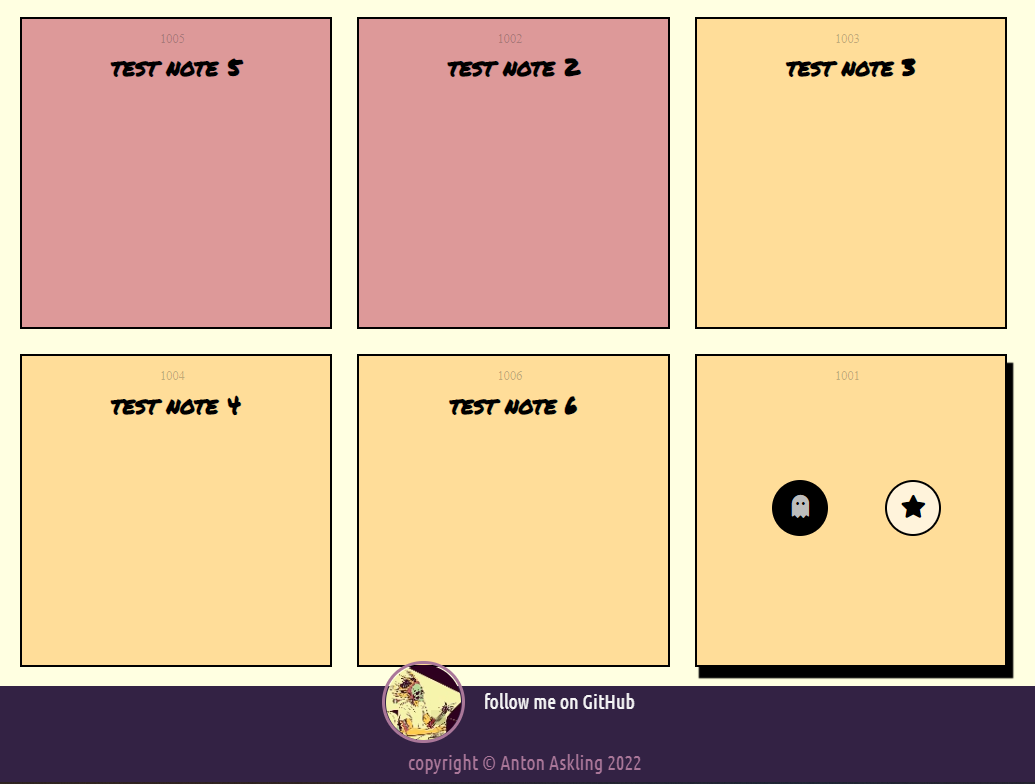 1005
TEST NOTE 5
1002
TEST NOTE 2
1003
TEST NOTE 3
1004
TEST NOTE 4
1006
TEST NOTE 6
1001
follow me on GitHub
copyright © Anton Askling 2022